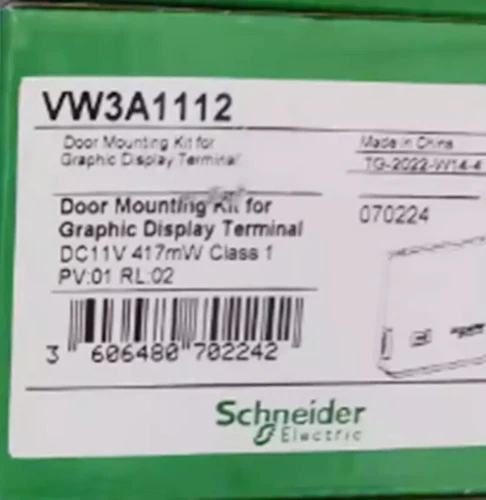 VW3A1112
Door Mounting Kit for
Graphic Display Terminal
Made in China
TG-2022-W14-4
Door Mounting Kit for
Graphic Display Terminal
DC11V 417mW Class 1
PV:01 RL:02
070224
3 606480 702242
Schneider
Electric